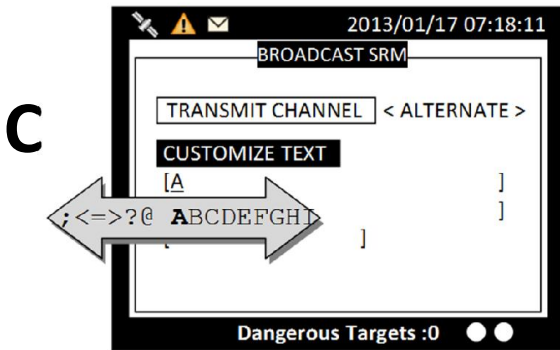 2013/01/17 07:18:11
BROADCAST SRM
C
TRANSMIT CHANNEL < ALTERNATE >
CUSTOMIZE TEXT
[A ]
;<=>?@ ABCDEFGHI ]
[ ]
Dangerous Targets :0